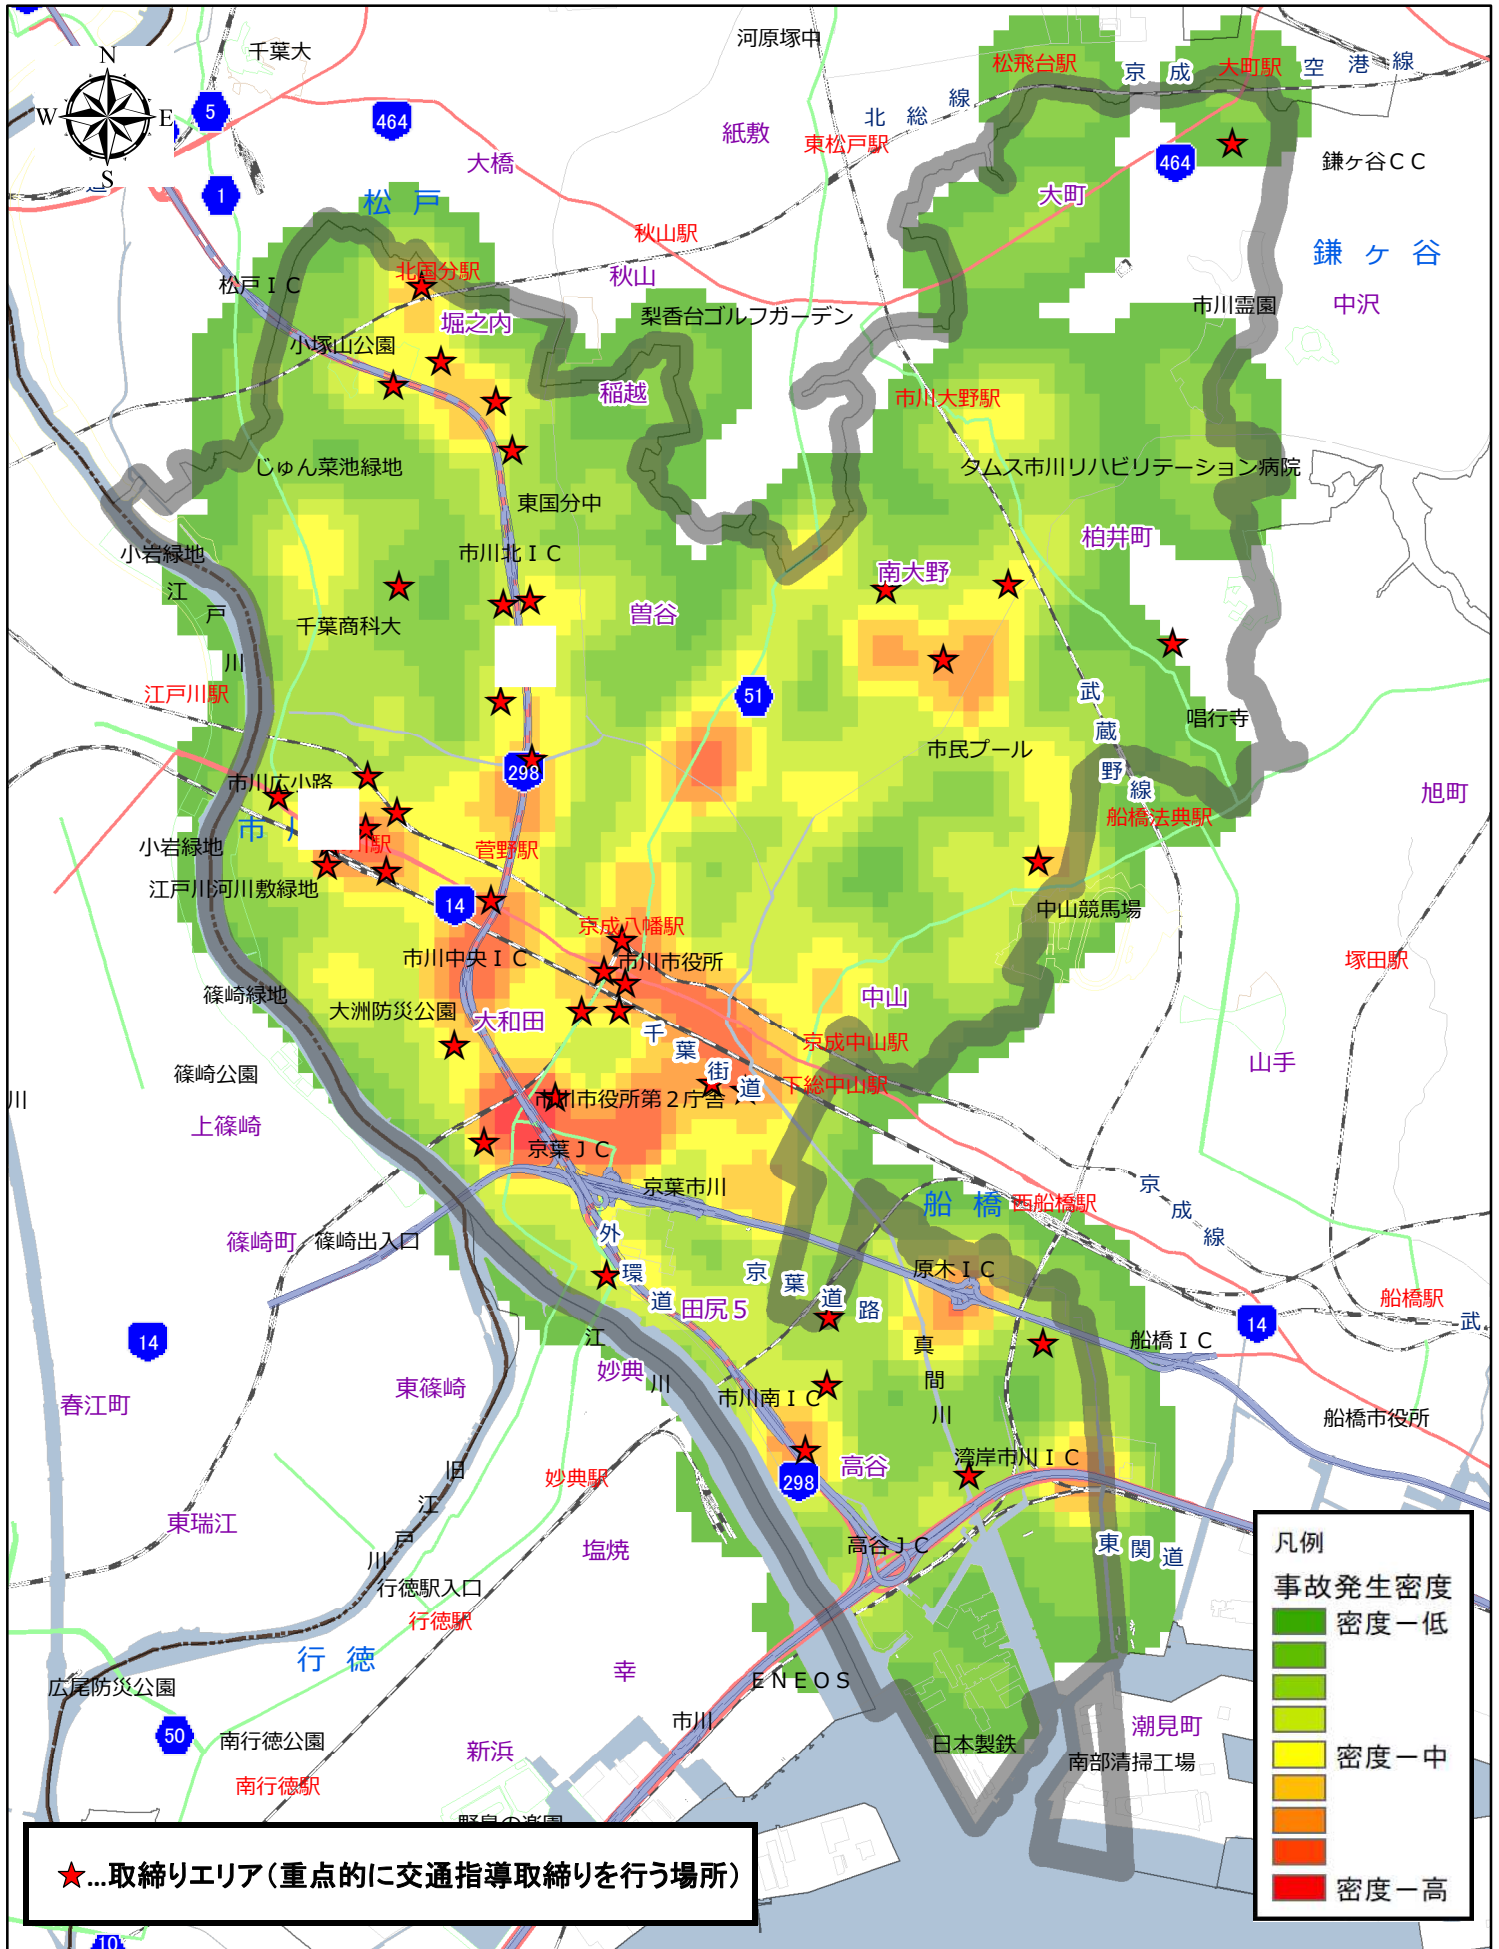 千葉大
河原塚中
N
W
E
S
5
464
1
松飛台駅
京成
大町駅
空港線
北総線
紙敷
東松戸駅
464
鎌ヶ谷CC
大橋
大町
松戸
秋山駅
鎌ヶ谷
北国分駅
秋山
松戸IC
市川霊園
中沢
堀之内
梨香台ゴルフガーデン
小塚山公園
稲越
市川大野駅
じゅん菜池緑地
タムス市川リハビリテーション病院
東国分中
柏井町
小岩緑地
市川北IC
江戸川
南大野
千葉商科大
曽谷
江戸川駅
51
武蔵野線
唱行寺
市民プール
298
市川広小路
旭町
船橋法典駅
市川
小岩緑地
川駅
菅野駅
江戸川河川敷緑地
14
中山競馬場
京成八幡駅
市川中央IC
市川市役所
塚田駅
篠崎緑地
中山
大洲防災公園
大和田
千葉街道
京成中山駅
山手
篠崎公園
下総中山駅
川
市川市役所第2庁舎
上篠崎
京葉JC
京葉市川
船橋
西船橋駅
京成線
篠崎町
篠崎出入口
外環道
京葉道路
原木IC
田尻5
船橋駅
14
武
14
江川
真間川
船橋IC
妙典
東篠崎
春江町
市川南IC
船橋市役所
高谷
湾岸市川IC
旧江戸川
妙典駅
298
東瑞江
塩焼
高谷JC
東関道
行徳駅入口
行徳駅
行徳
幸
ENEOS
広尾防災公園
市川
潮見町
50
南行徳公園
新浜
日本製鉄
南部清掃工場
南行徳駅
野鳥の楽園
凡例
事故発生密度
密度－低
密度－中
密度－高
★...取締りエリア（重点的に交通指導取締りを行う場所）
10